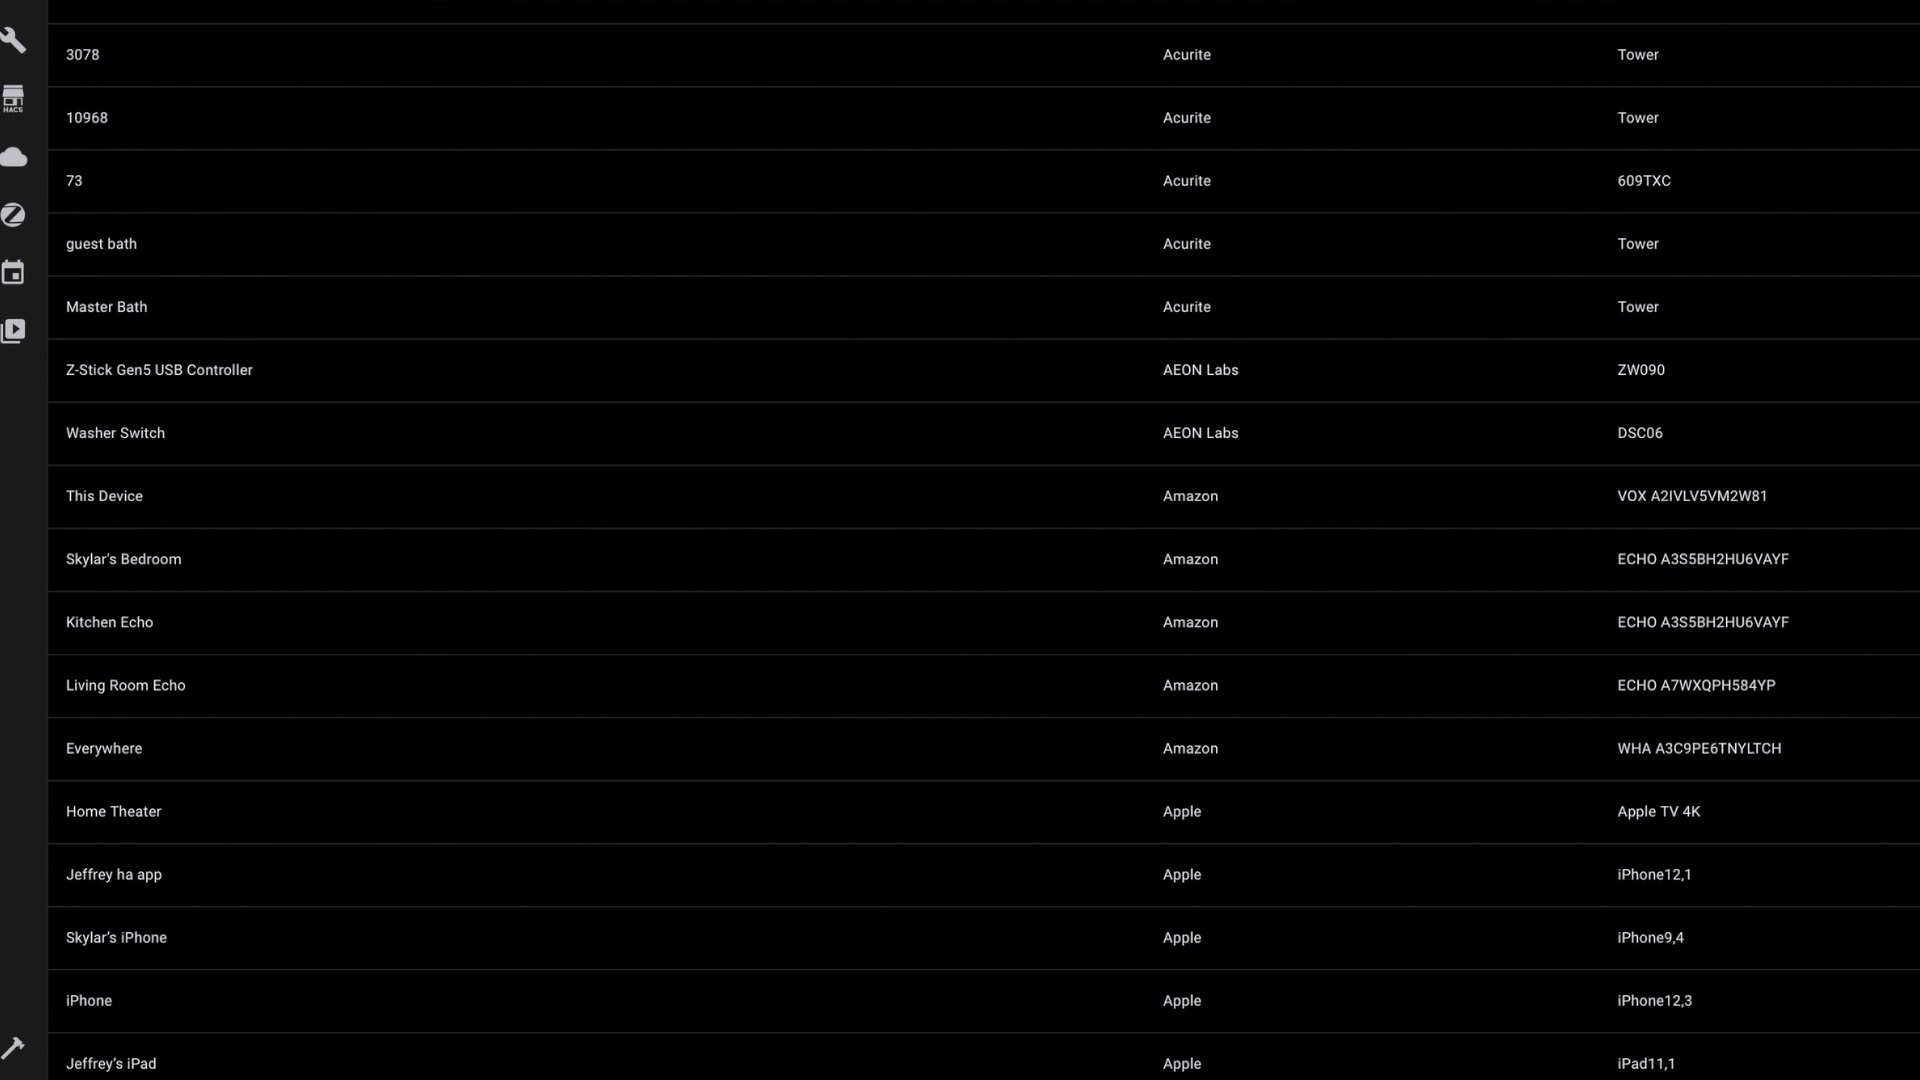 3078 Acurite Tower
HACS
10968 Acurite Tower
73 Acurite 609TXC
guest bath Acurite Tower
Master Bath Acurite Tower
Z-Stick Gen5 USB Controller AEON Labs ZW090
Washer Switch AEON Labs DSC06
This Device Amazon VOX A2IVLV5VM2W81
Skylar's Bedroom Amazon ECHO A3S5BH2HU6VAYF
Kitchen Echo Amazon ECHO A3S5BH2HU6VAYF
Living Room Echo Amazon ECHO A7WXQPH584YP
Everywhere Amazon WHA A3C9PE6TNYLTCH
Home Theater Apple Apple TV 4K
Jeffrey ha app Apple iPhone12,1
Skylar’s iPhone Apple iPhone9,4
iPhone Apple iPhone12,3
Jeffrey’s iPad Apple iPad11,1